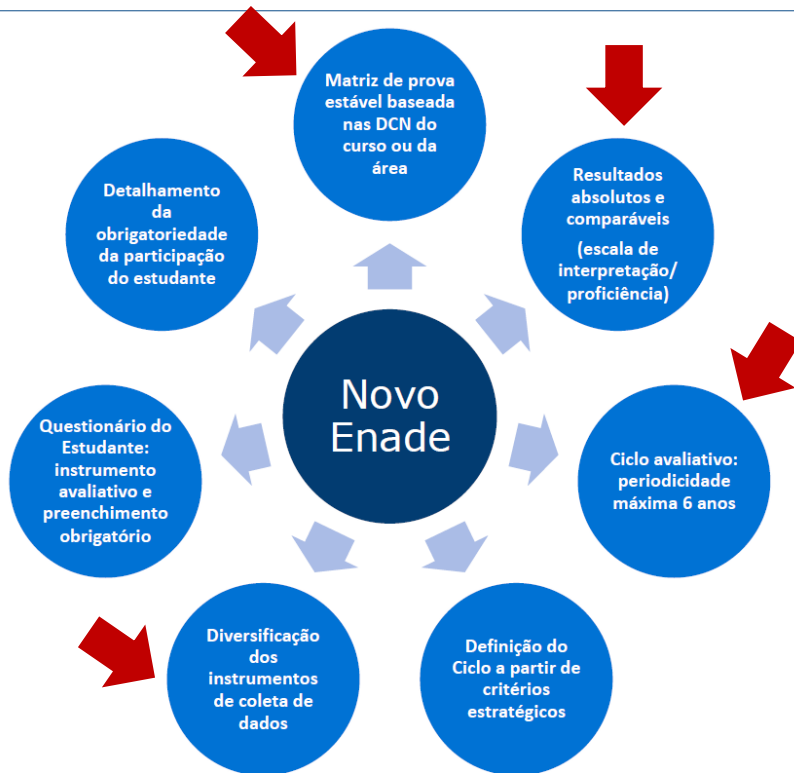 Matriz de prova
estável baseada
nas DCN do
curso ou da
área
Resultados
absolutos e
comparáveis
(escala de
interpretação/
proficiência)
Ciclo avaliativo:
periodicidade
máxima 6 anos
Definição do
Ciclo a partir de
critérios
estratégicos
Diversificação
dos
instrumentos
de coleta de
dados
Questionário do
Estudante:
instrumento
avaliativo e
preenchimento
obrigatório
Detalhamento
da
obrigatoriedade
da participação
do estudante
Novo
Enade